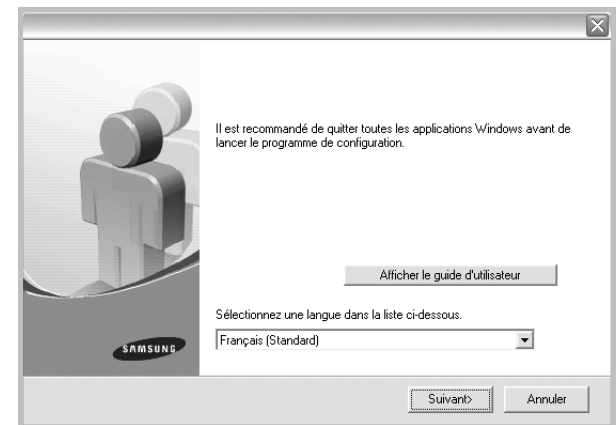 Il est recommandé de quitter toutes les applications Windows avant de
lancer le programme de configuration.
Afficher le guide d'utilisateur
Sélectionnez une langue dans la liste ci-dessous.
Français (Standard)
SAMSUNG
Suivant>
Annuler